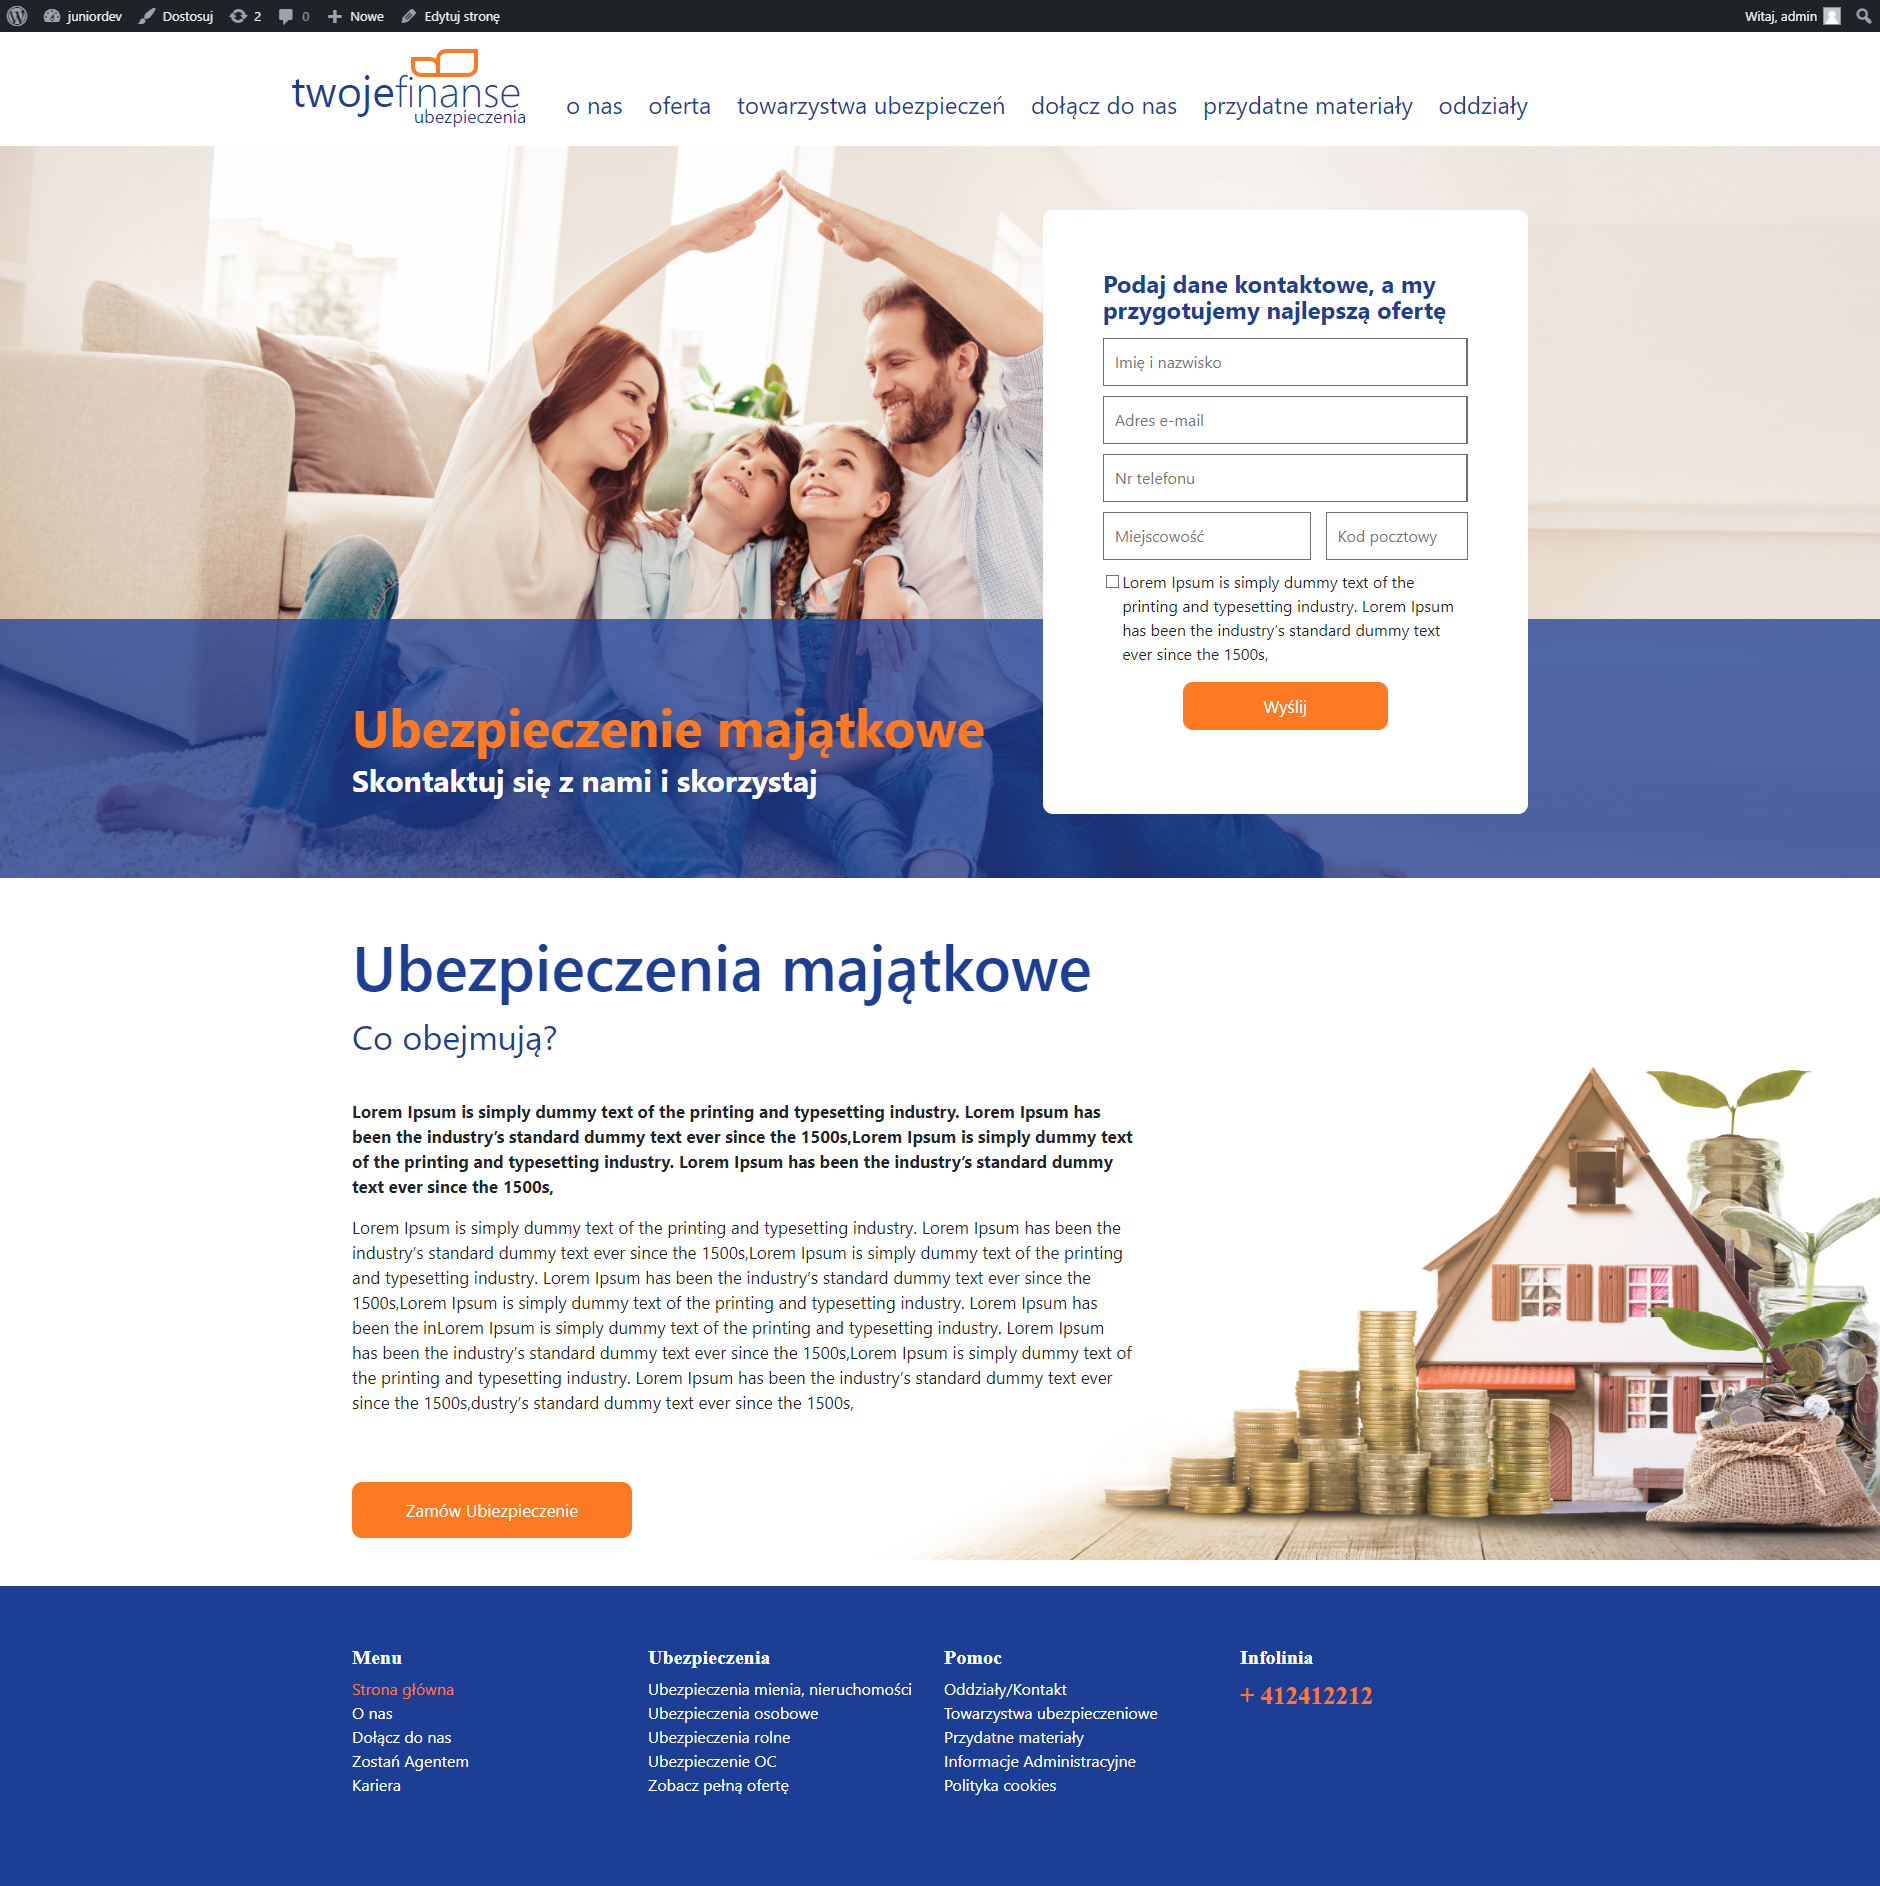 juniordev Dostosuj 2 0 Nowe Edytuj stronę Witaj, admin
twojefinanse
ubezpieczenia
o nas oferta towarzystwa ubezpieczeń dołącz do nas przydatne materiały oddziały
Podaj dane kontaktowe, a my
przygotujemy najlepszą ofertę
Imię i nazwisko
Adres e-mail
Nr telefonu
Miejscowość Kod pocztowy
Lorem Ipsum is simply dummy text of the
printing and typesetting industry. Lorem Ipsum
has been the industry’s standard dummy text
ever since the 1500s,
Wyślij
Ubezpieczenie majątkowe
Skontaktuj się z nami i skorzystaj
Ubezpieczenia majątkowe
Co obejmują?
Lorem Ipsum is simply dummy text of the printing and typesetting industry. Lorem Ipsum has
been the industry’s standard dummy text ever since the 1500s,Lorem Ipsum is simply dummy text
of the printing and typesetting industry. Lorem Ipsum has been the industry’s standard dummy
text ever since the 1500s,
Lorem Ipsum is simply dummy text of the printing and typesetting industry. Lorem Ipsum has been the
industry’s standard dummy text ever since the 1500s,Lorem Ipsum is simply dummy text of the printing
and typesetting industry. Lorem Ipsum has been the industry’s standard dummy text ever since the
1500s,Lorem Ipsum is simply dummy text of the printing and typesetting industry. Lorem Ipsum has
been the inLorem Ipsum is simply dummy text of the printing and typesetting industry. Lorem Ipsum
has been the industry’s standard dummy text ever since the 1500s,Lorem Ipsum is simply dummy text of
the printing and typesetting industry. Lorem Ipsum has been the industry’s standard dummy text ever
since the 1500s,dustry’s standard dummy text ever since the 1500s,
Zamów Ubiezpieczenie
Menu
Strona główna
O nas
Dołącz do nas
Zostań Agentem
Kariera
Ubezpieczenia
Ubezpieczenia mienia, nieruchomości
Ubezpieczenia osobowe
Ubezpieczenia rolne
Ubezpieczenie OC
Zobacz pełną ofertę
Pomoc
Oddziały/Kontakt
Towarzystwa ubezpieczeniowe
Przydatne materiały
Informacje Administracyjne
Polityka cookies
Infolinia
+ 412412212